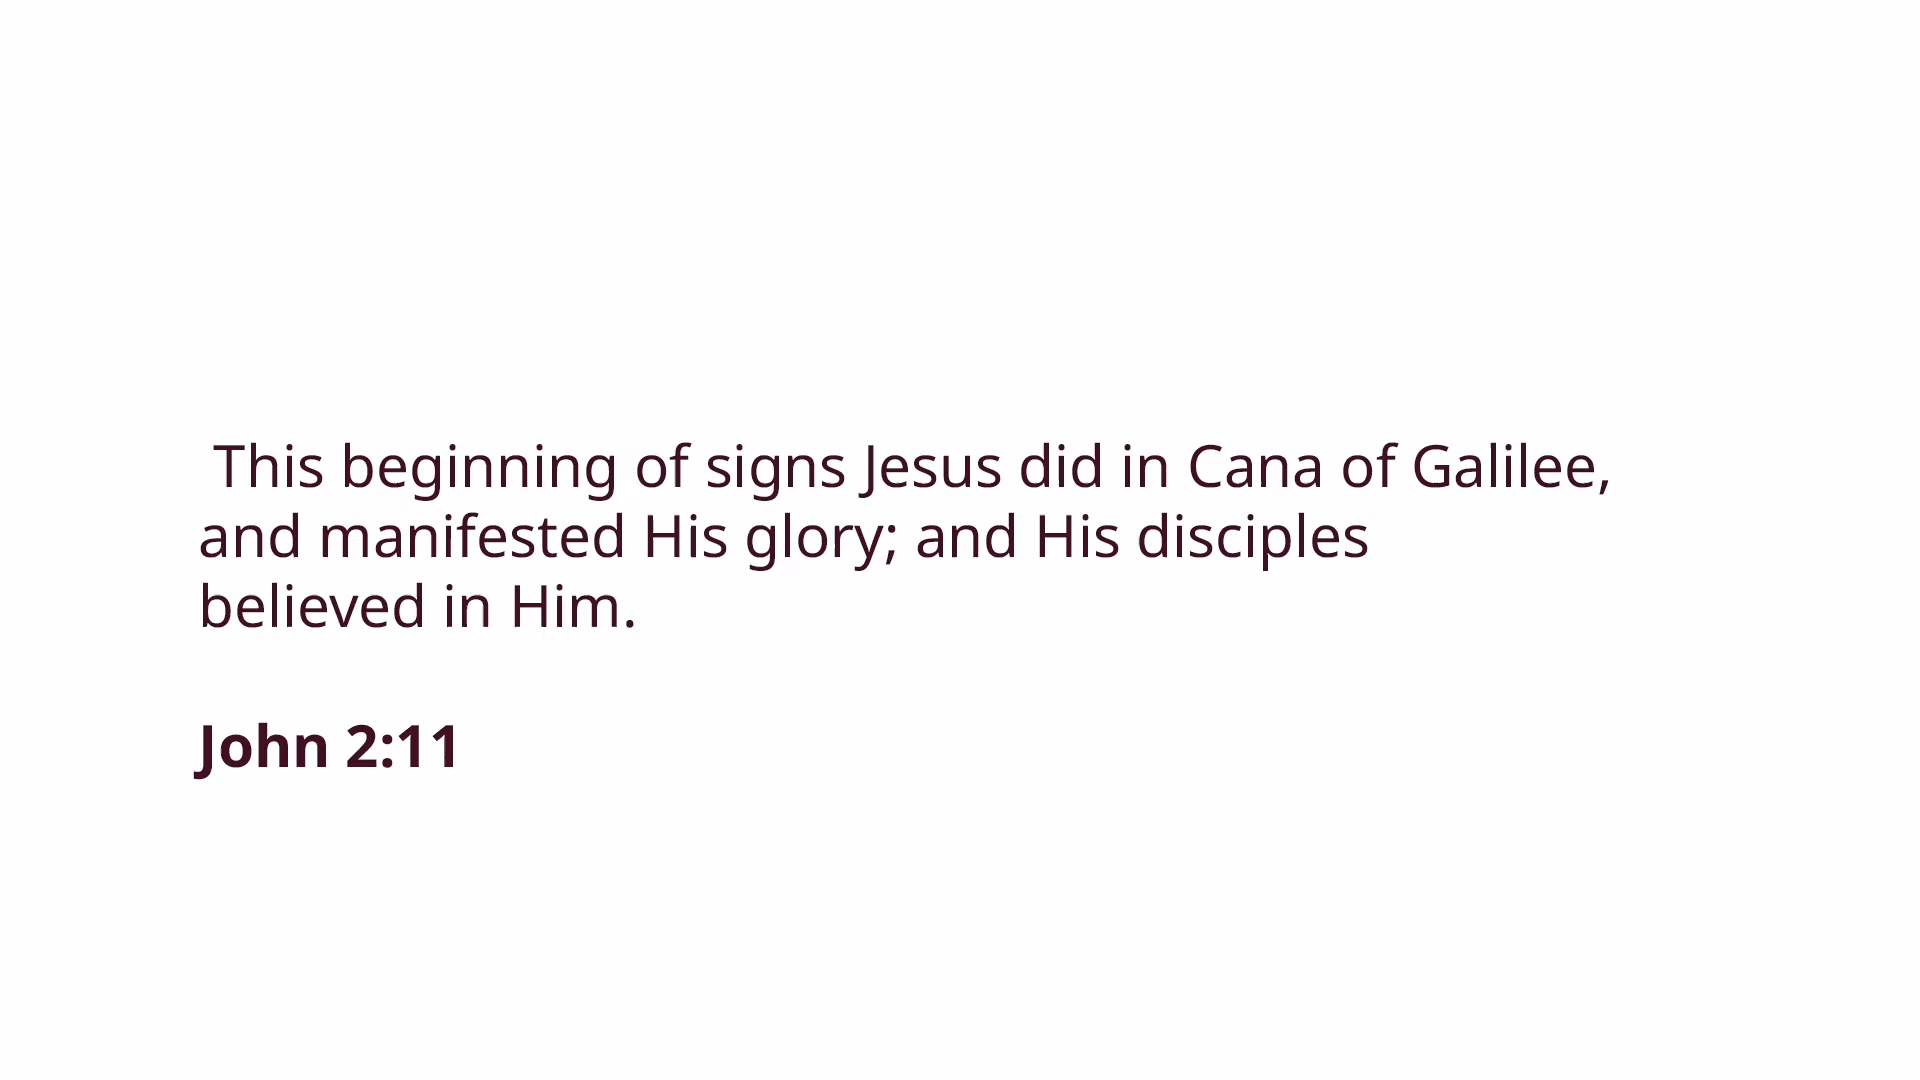 This beginning of signs Jesus did in Cana of Galilee,
and manifested His glory; and His disciples
believed in Him.
John 2:11